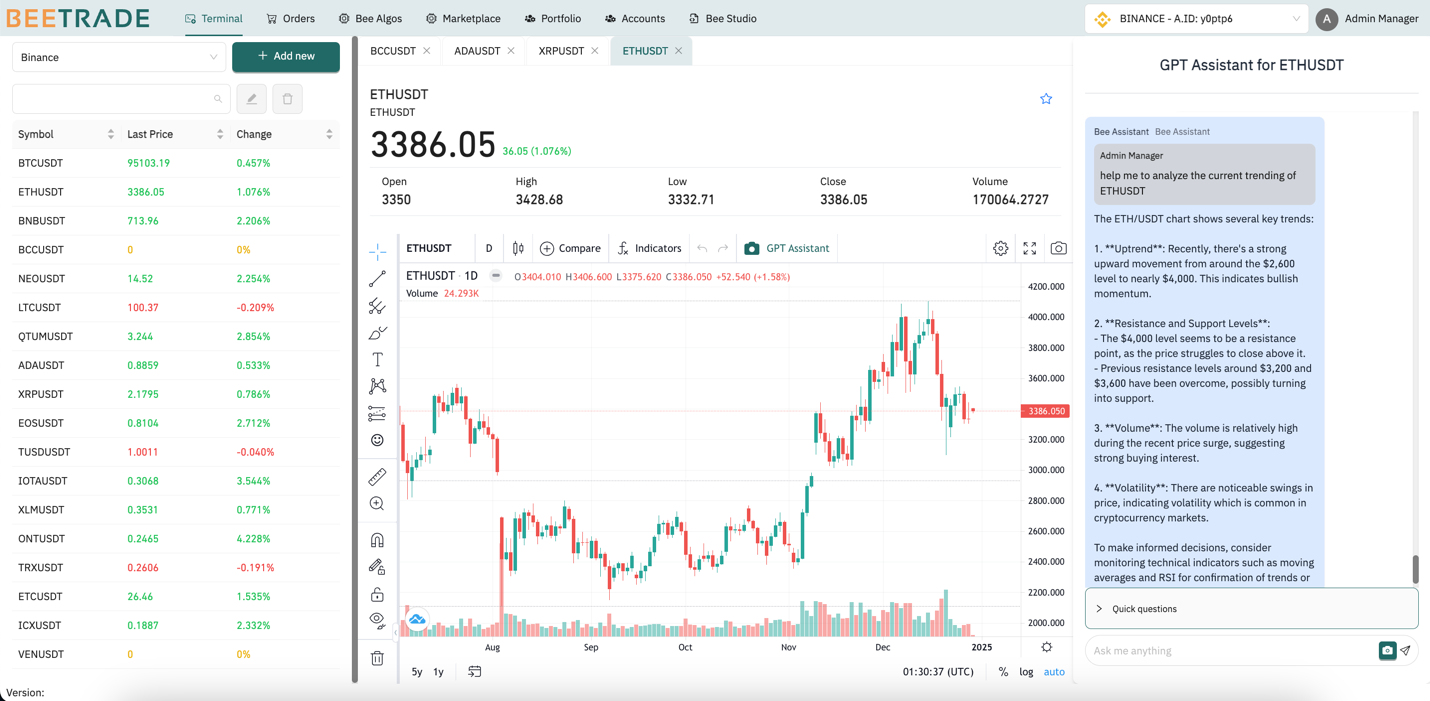 BEETRADE
Terminal
Orders
Bee Algos
Marketplace
Portfolio
Accounts
Bee Studio
BINANCE - A.ID: y0ptp6
A
Admin Manager
Binance
+ Add new
Symbol Last Price Change
BTCUSDT 95103.19 0.457%
ETHUSDT 3386.05 1.076%
BNBUSDT 713.96 2.206%
BCCUSDT 0 0%
NEOUSDT 14.52 2.254%
LTCUSDT 100.37 -0.209%
QTUMUSDT 3.244 2.854%
ADAUSDT 0.8859 0.533%
XRPUSDT 2.1795 0.786%
EOSUSDT 0.8104 2.712%
TUSDUSDT 1.0011 -0.040%
IOTAUSDT 0.3068 3.544%
XLMUSDT 0.3531 0.771%
ONTUSDT 0.2465 4.228%
TRXUSDT 0.2606 -0.191%
ETCUSDT 26.46 1.535%
ICXUSDT 0.1887 2.332%
VENUSDT 0 0%
Version:
BCCUSDT
ADAUSDT
XRPUSDT
ETHUSDT
ETHUSDT
ETHUSDT
3386.05 36.05 (1.076%)
Open High Low Close Volume
3350 3428.68 3332.71 3386.05 170064.2727
ETHUSDT D Compare Indicators GPT Assistant
ETHUSDT · 1D O3404.010 H3406.600 L3375.620 C3386.050 +52.540 (+1.58%)
Volume 24.293K
4200.000
4000.000
3800.000
3600.000
3386.050
3200.000
3000.000
2800.000
2600.000
2400.000
2200.000
2000.000
Aug Sep Oct Nov Dec 2025
5y 1y 01:30:37 (UTC) % log auto
GPT Assistant for ETHUSDT
Bee Assistant Bee Assistant
Admin Manager
help me to analyze the current trending of
ETHUSDT
The ETH/USDT chart shows several key trends:
1. **Uptrend**: Recently, there's a strong
upward movement from around the $2,600
level to nearly $4,000. This indicates bullish
momentum.
2. **Resistance and Support Levels**:
- The $4,000 level seems to be a resistance
point, as the price struggles to close above it.
- Previous resistance levels around $3,200 and
$3,600 have been overcome, possibly turning
into support.
3. **Volume**: The volume is relatively high
during the recent price surge, suggesting
strong buying interest.
4. **Volatility**: There are noticeable swings in
price, indicating volatility which is common in
cryptocurrency markets.
To make informed decisions, consider
monitoring technical indicators such as moving
averages and RSI for confirmation of trends or
Quick questions
Ask me anything